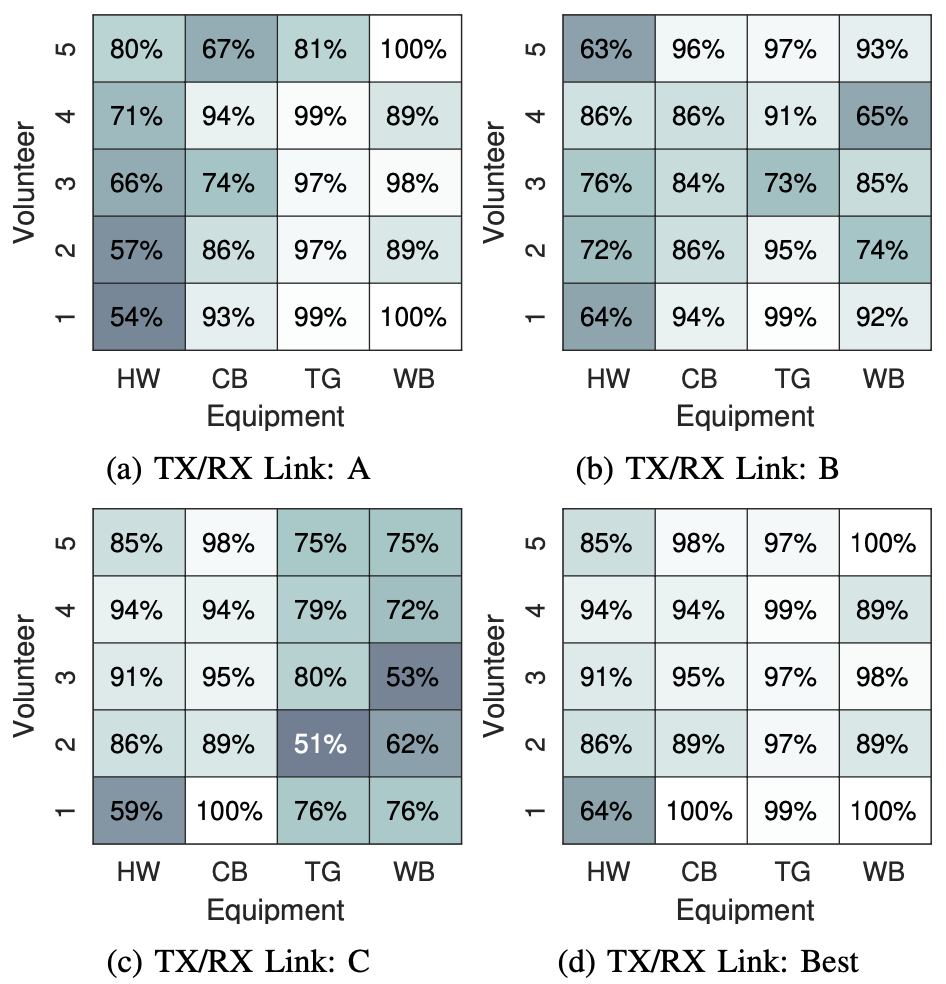 5 80% 67% 81% 100%
4 71% 94% 99% 89%
3 66% 74% 97% 98%
2 57% 86% 97% 89%
1 54% 93% 99% 100%
HW CB TG WB
Volunteer
Equipment
(a) TX/RX Link: A
5 63% 96% 97% 93%
4 86% 86% 91% 65%
3 76% 84% 73% 85%
2 72% 86% 95% 74%
1 64% 94% 99% 92%
HW CB TG WB
Volunteer
Equipment
(b) TX/RX Link: B
5 85% 98% 75% 75%
4 94% 94% 79% 72%
3 91% 95% 80% 53%
2 86% 89% 51% 62%
1 59% 100% 76% 76%
HW CB TG WB
Volunteer
Equipment
(c) TX/RX Link: C
5 85% 98% 97% 100%
4 94% 94% 99% 89%
3 91% 95% 97% 98%
2 86% 89% 97% 89%
1 64% 100% 99% 100%
HW CB TG WB
Volunteer
Equipment
(d) TX/RX Link: Best